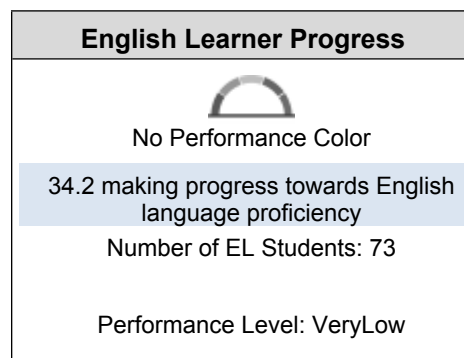 English Learner Progress
No Performance Color
34.2 making progress towards English
language proficiency
Number of EL Students: 73
Performance Level: VeryLow